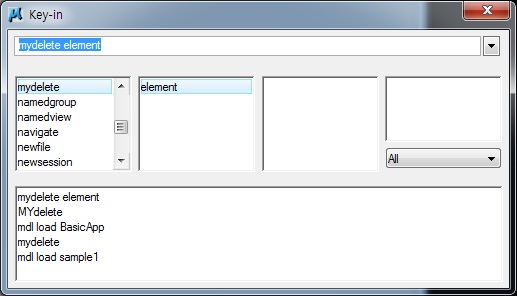 Key-in
mydelete element
mydelete
namedgroup
namedview
navigate
newfile
newsession
element
All
mydelete element
MYdelete
mdl load BasicApp
mydelete
mdl load sample1